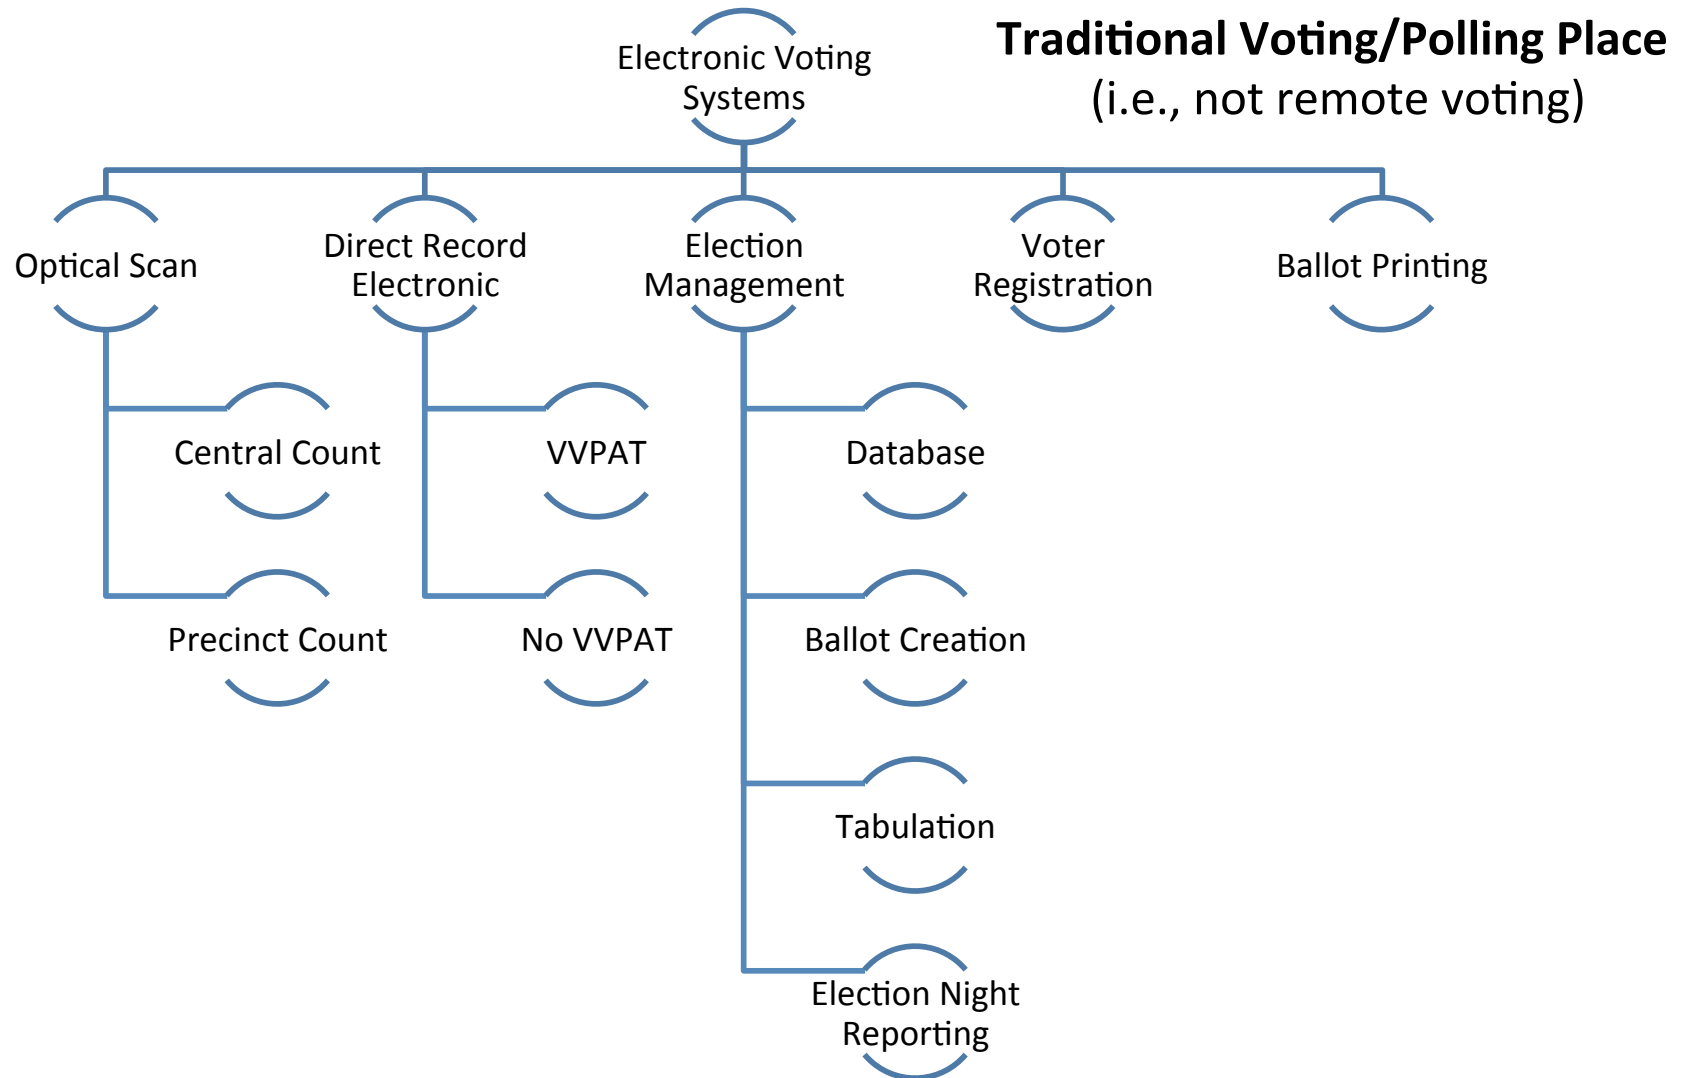 Traditional Voting/Polling Place
(i.e., not remote voting)
Electronic Voting
Systems
Optical Scan
Direct Record
Electronic
Election
Management
Voter
Registration
Ballot Printing
Central Count
VVPAT
Database
Precinct Count
No VVPAT
Ballot Creation
Tabulation
Election Night
Reporting